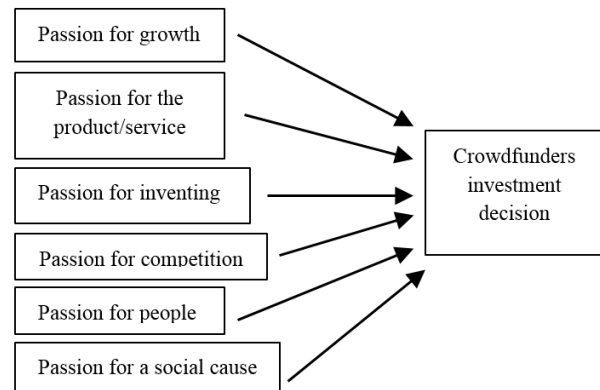 Passion for growth
Passion for the
product/service
Passion for inventing
Passion for competition
Passion for people
Passion for a social cause
Crowdfunders
investment
decision